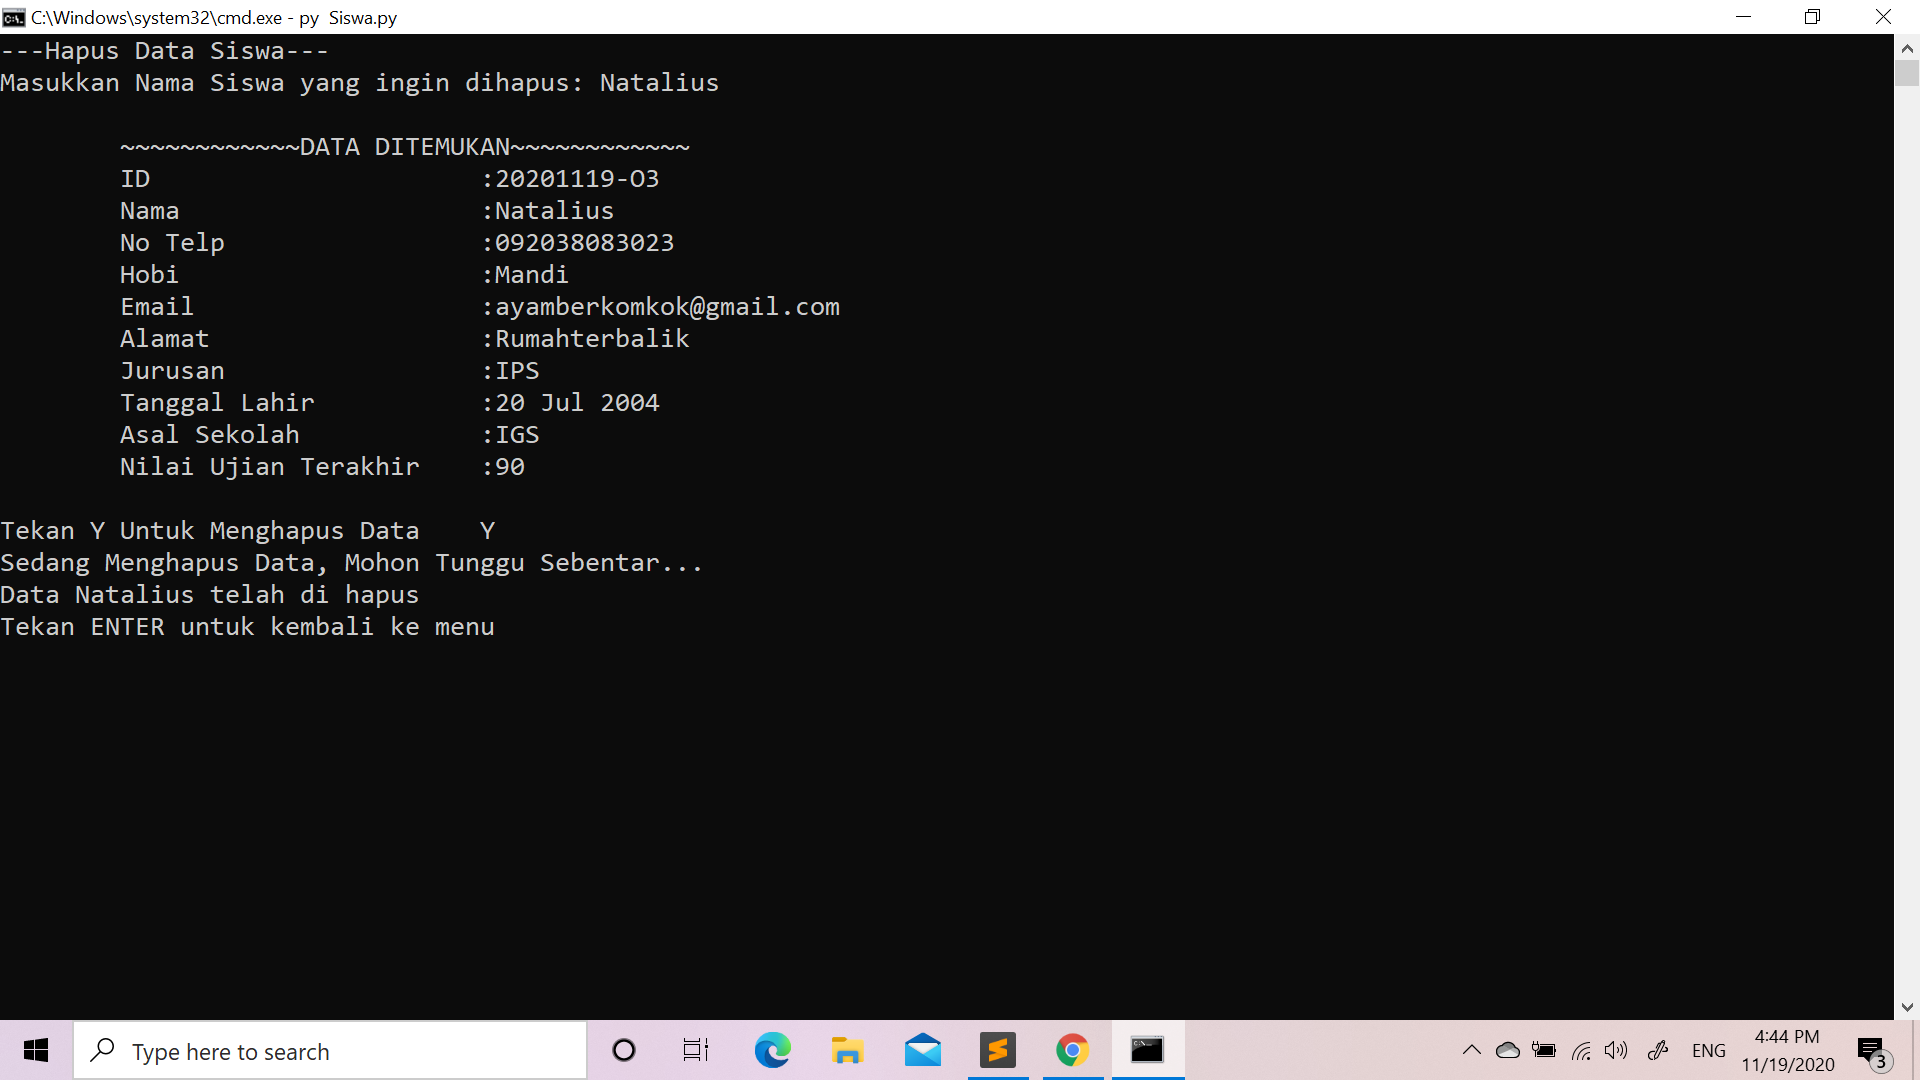 C:\Windows\system32\cmd.exe - py  Siswa.py
---Hapus Data Siswa---
Masukkan Nama Siswa yang ingin dihapus: Natalius
~~~~~~~~~~~~DATA DITEMUKAN~~~~~~~~~~~~
ID :20201119-O3
Nama :Natalius
No Telp :092038083023
Hobi :Mandi
Email :ayamberkomkok@gmail.com
Alamat :Rumahterbalik
Jurusan :IPS
Tanggal Lahir :20 Jul 2004
Asal Sekolah :IGS
Nilai Ujian Terakhir :90
Tekan Y Untuk Menghapus Data Y
Sedang Menghapus Data, Mohon Tunggu Sebentar...
Data Natalius telah di hapus
Tekan ENTER untuk kembali ke menu
Type here to search
ENG
4:44 PM
11/19/2020
3